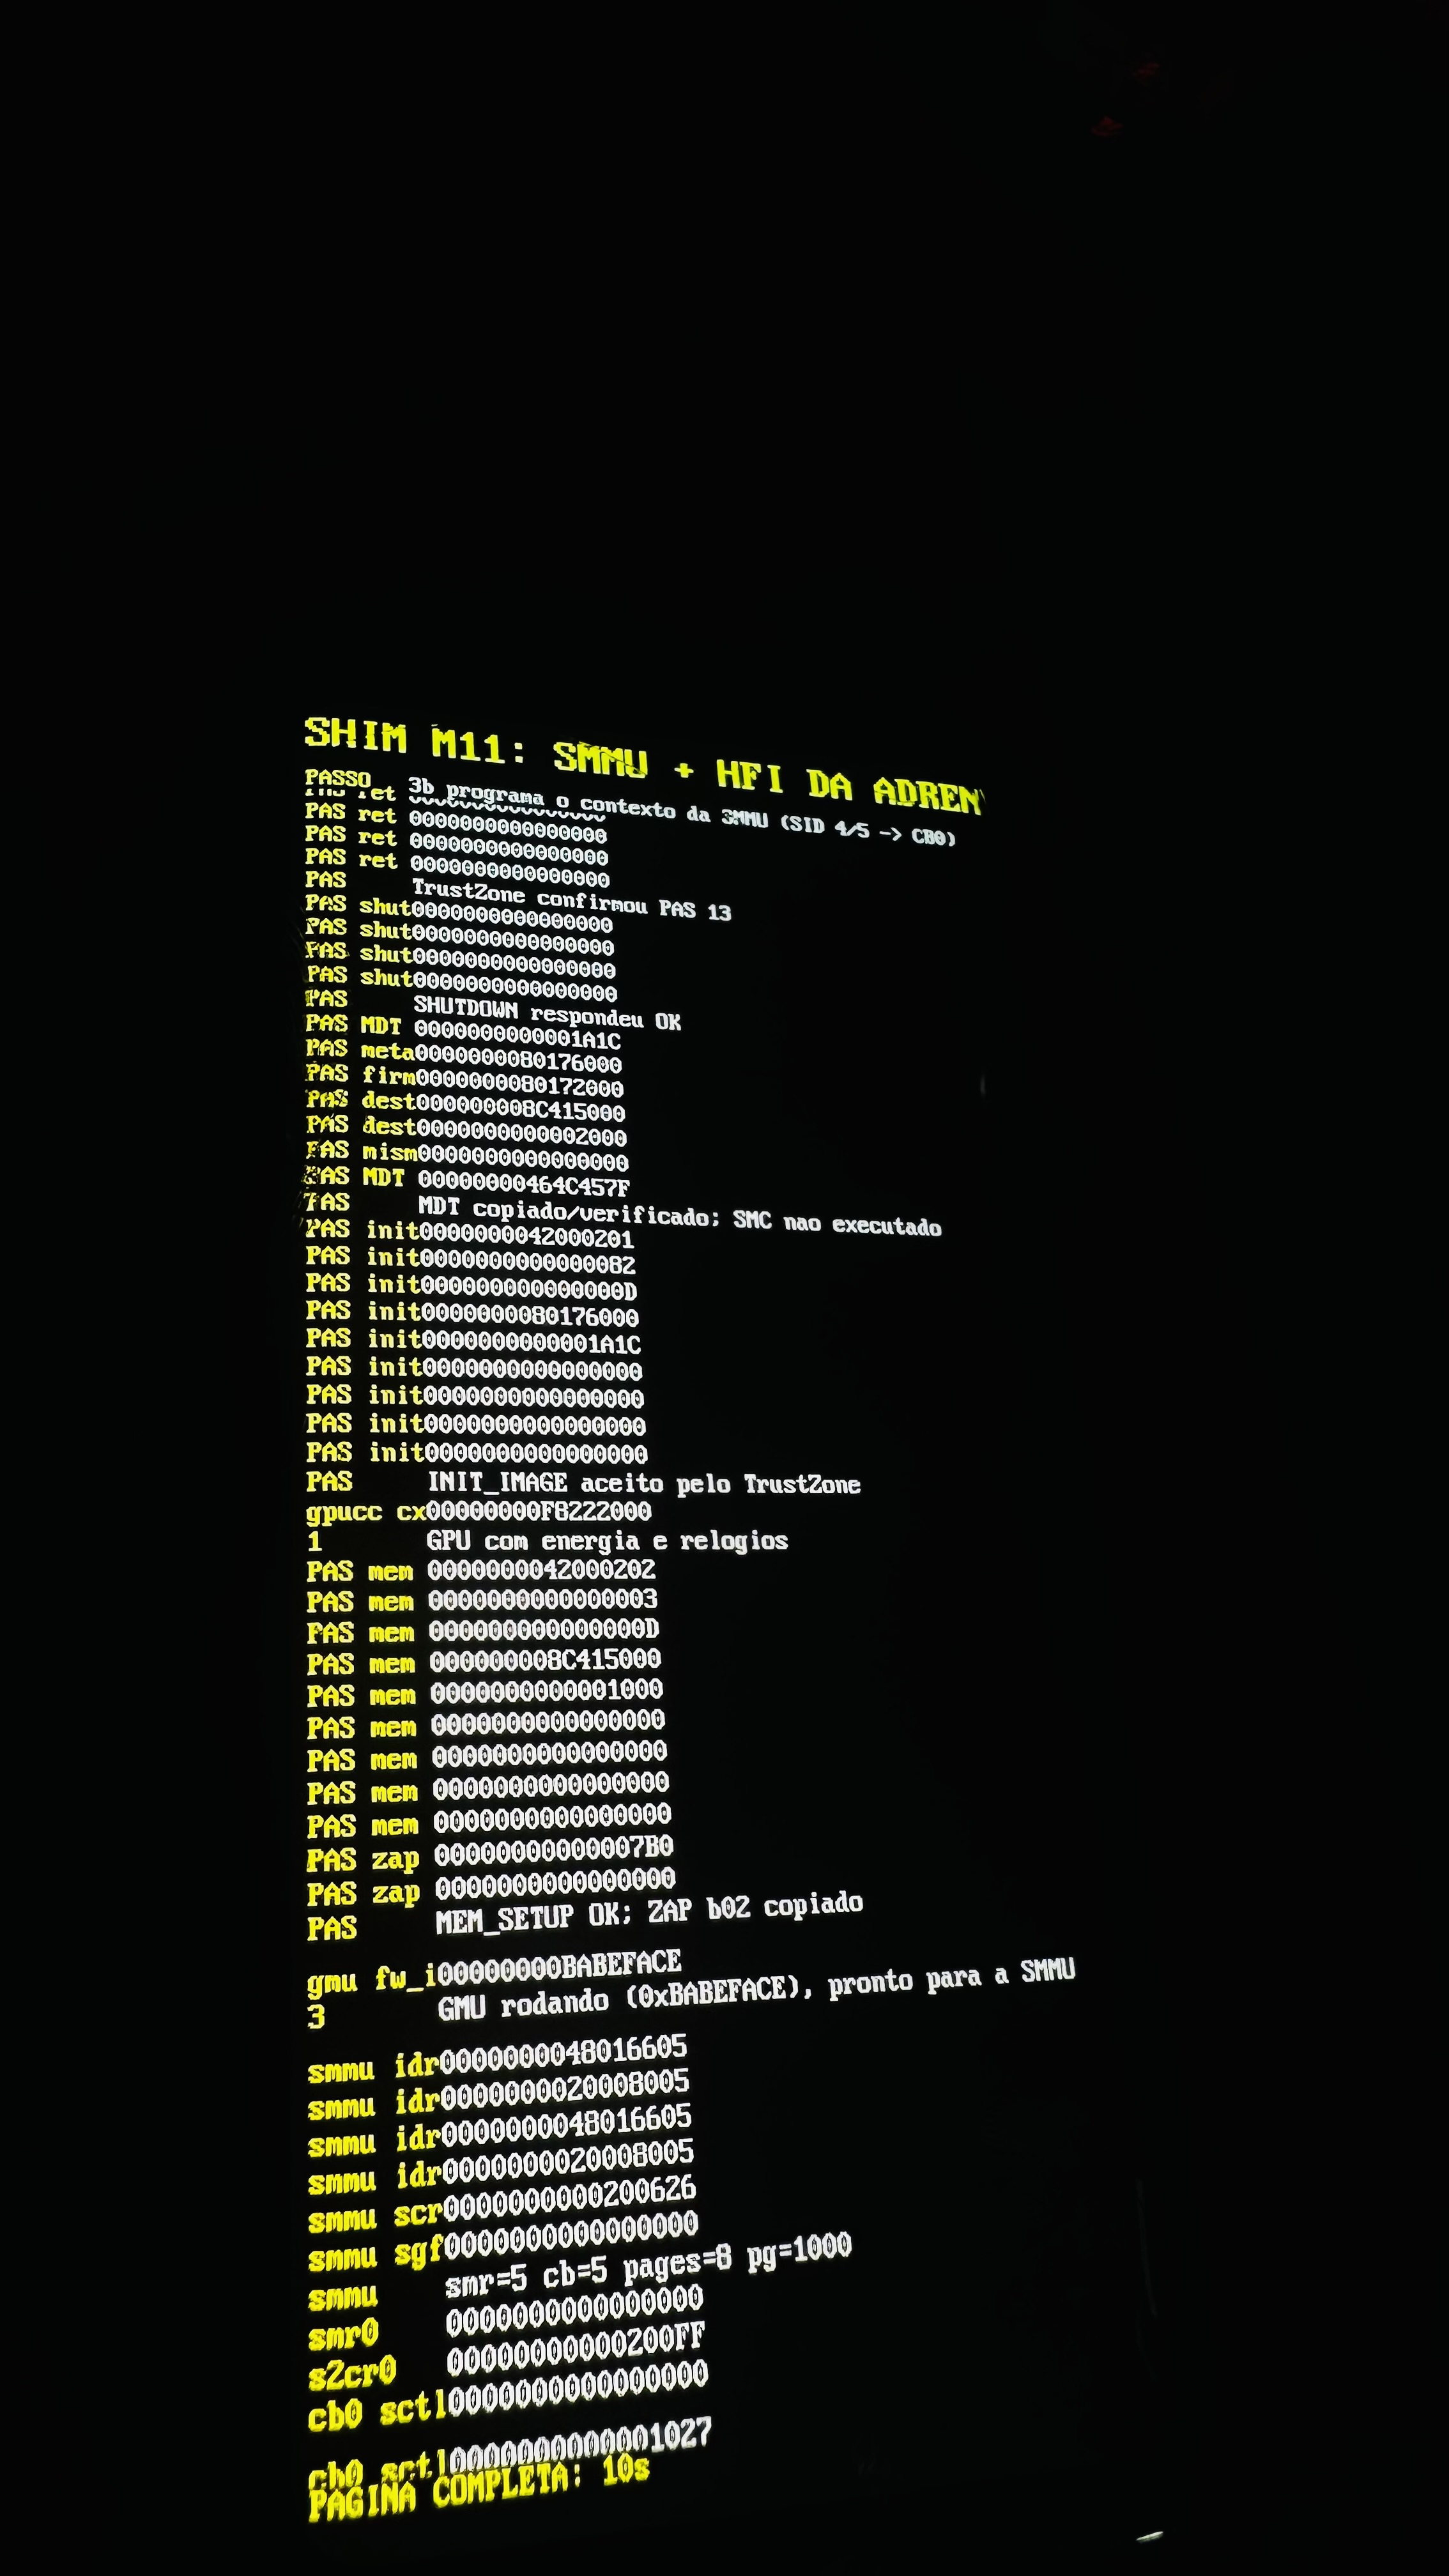 SHIM M11: SMMU + HFI DA ADREN
PASSO 3b programa o contexto da SMMU (SID 4/5 -> CB0)
ret
PAS ret 0000000000000000
PAS ret 0000000000000000
PAS ret 0000000000000000
PAS TrustZone confirmou PAS 13
PAS shut0000000000000000
PAS shut0000000000000000
PAS shut0000000000000000
PAS shut0000000000000000
PAS SHUTDOWN respondeu OK
PAS MDT 0000000000001A1C
PAS meta0000000080176000
PAS firm0000000080172000
PAS dest000000008C415000
PAS dest0000000000002000
PAS mism0000000000000000
PAS MDT 00000000464C457F
PAS MDT copiado/verificado; SMC nao executado
PAS init0000000042000201
PAS init0000000000000082
PAS init000000000000000D
PAS init0000000080176000
PAS init0000000000001A1C
PAS init0000000000000000
PAS init0000000000000000
PAS init0000000000000000
PAS init0000000000000000
PAS INIT_IMAGE aceito pelo TrustZone
gpucc cx00000000F8222000
1 GPU com energia e relogios
PAS mem 0000000042000202
PAS mem 0000000000000003
PAS mem 000000000000000D
PAS mem 000000008C415000
PAS mem 0000000000001000
PAS mem 0000000000000000
PAS mem 0000000000000000
PAS mem 0000000000000000
PAS mem 0000000000000000
PAS zap 00000000000007B0
PAS zap 0000000000000000
PAS MEM_SETUP OK; ZAP b02 copiado
gmu fw_i00000000BABEFACE
3 GMU rodando (0xBABEFACE), pronto para a SMMU
smmu idr0000000048016605
smmu idr0000000020008005
smmu idr0000000048016605
smmu idr0000000020008005
smmu scr0000000000200626
smmu sgf0000000000000000
smmu smr=5 cb=5 pages=8 pg=1000
smr0 0000000000000000
s2cr0 00000000000200FF
cb0 sctl0000000000000000
cb0 sctl0000000000001027
PAGINA COMPLETA: 10s